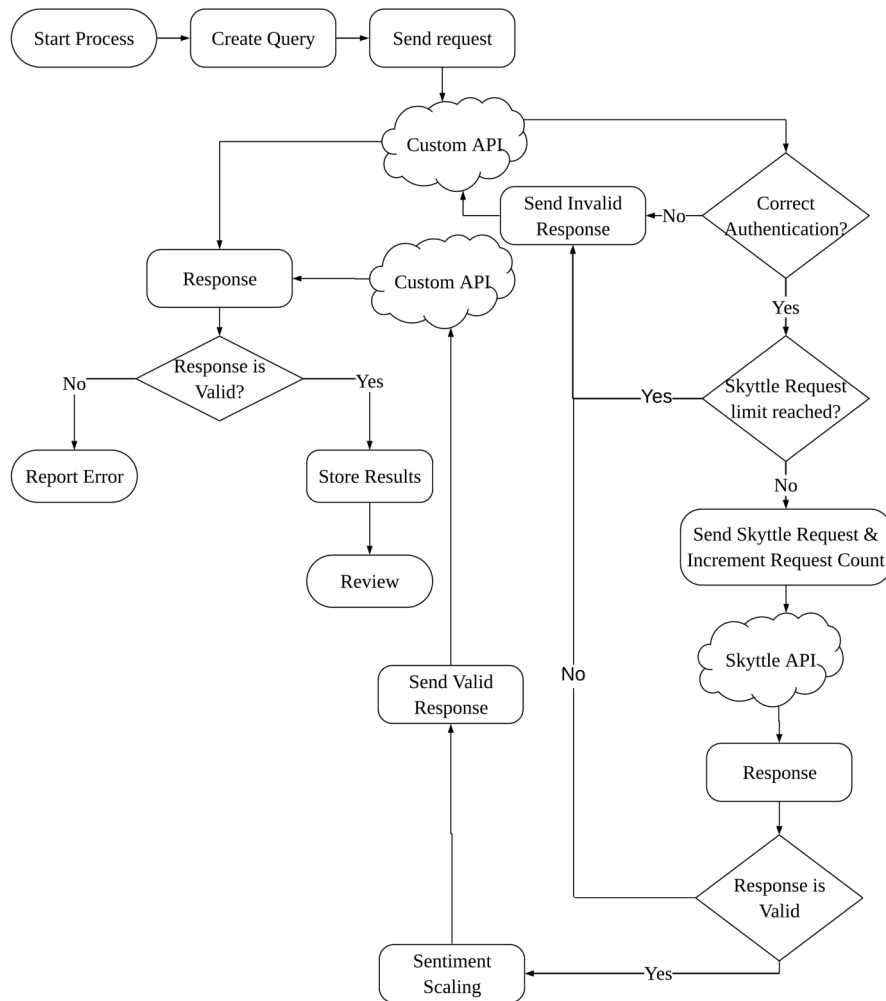 Start Process
Create Query
Send request
Custom API
Correct
Authentication?
No
Send Invalid
Response
Yes
Response
Custom API
Response is
Valid?
No
Yes
Skyttle Request
limit reached?
Yes
No
Report Error
Store Results
Review
Send Skyttle Request &
Increment Request Count
Skyttle API
No
Send Valid
Response
Response
Response is
Valid
Yes
Sentiment
Scaling